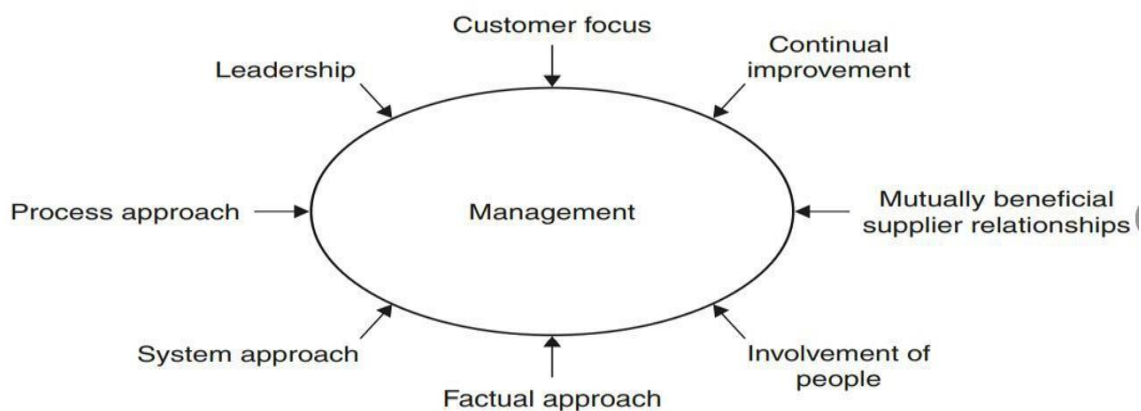 Customer focus
Leadership
Continual
improvement
Process approach
Management
Mutually beneficial
supplier relationships
System approach
Factual approach
Involvement of
people